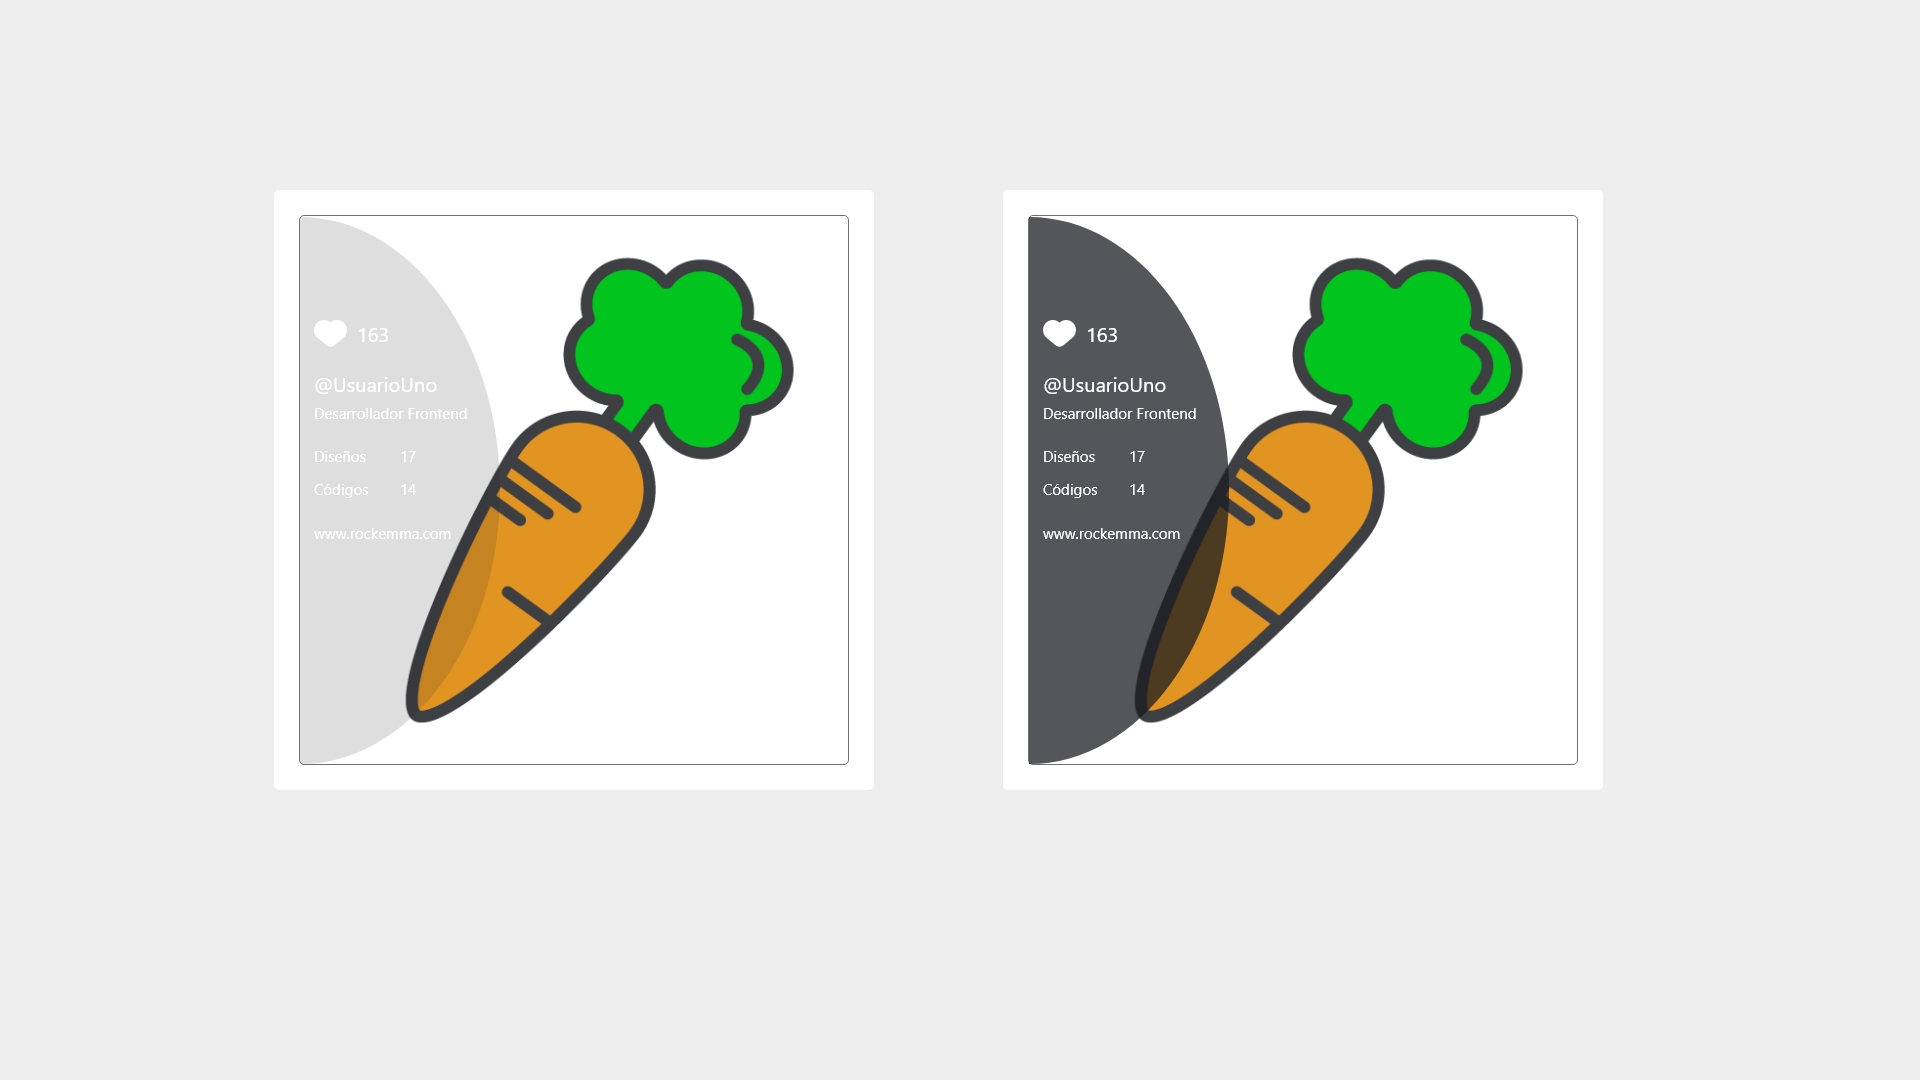 163
@UsuarioUno
Desarrollador Frontend
Diseños 17
Códigos 14
www.rockemma.com
163
@UsuarioUno
Desarrollador Frontend
Diseños 17
Códigos 14
www.rockemma.com